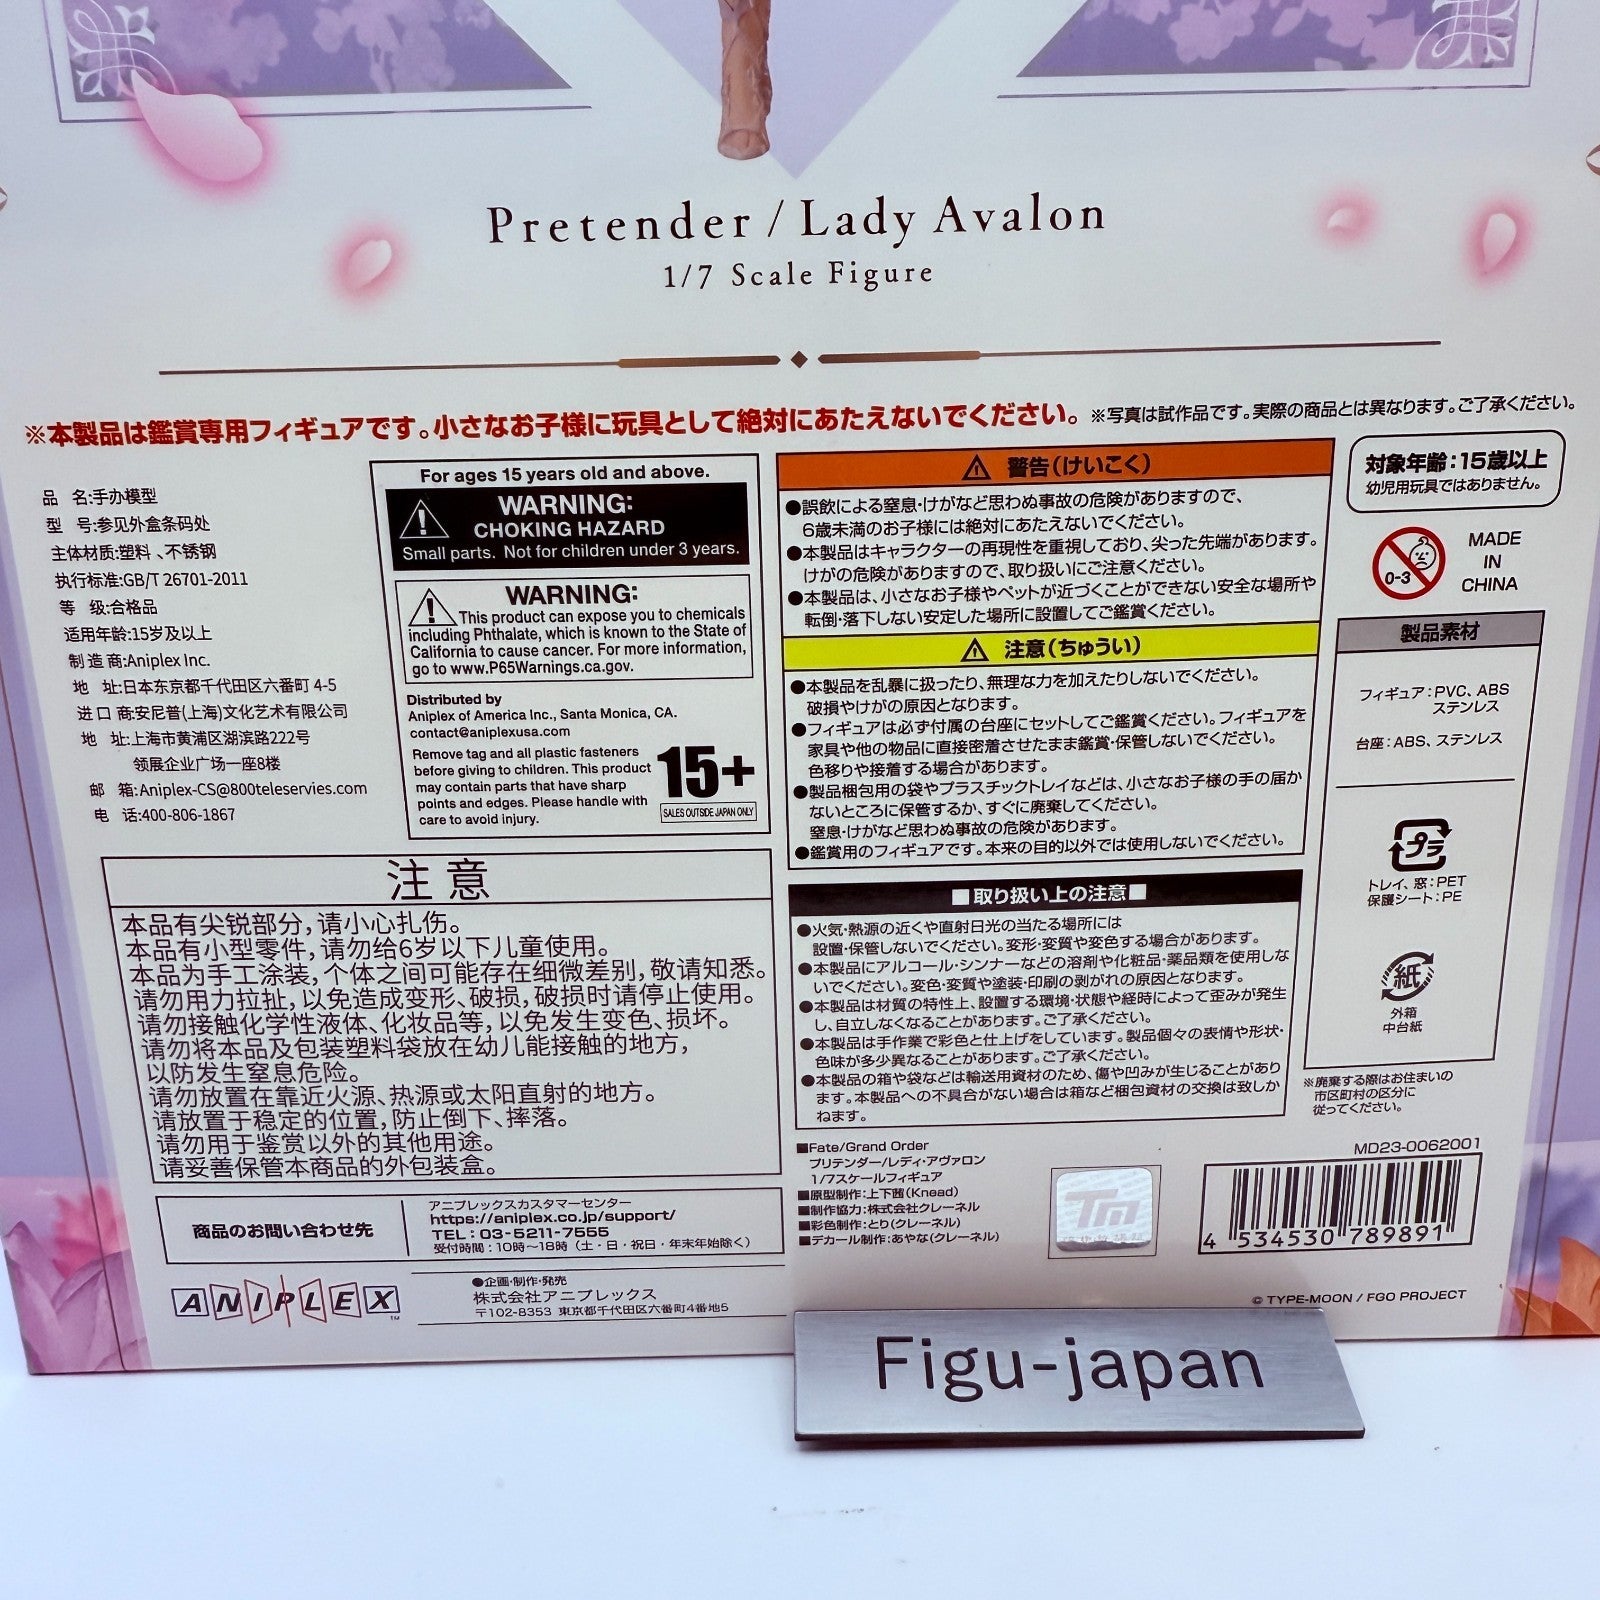 Pretender / Lady Avalon
1/7 Scale Figure
※本製品は鑑賞専用フィギュアです。小さなお子様に玩具として絶対にあたえないでください。 ※写真は試作品です。実際の商品とは異なります。ご了承ください。
品 名:手办模型
型 号:参见外盒条码处
主体材质:塑料、不锈钢
执行标准:GB/T 26701-2011
等 级:合格品
适用年龄:15岁及以上
制 造 商:Aniplex Inc.
地 址:日本东京都千代田区六番町 4-5
进 口 商:安尼普(上海)文化艺术有限公司
地 址:上海市黄浦区湖滨路222号
领展企业广场一座8楼
邮 箱:Aniplex-CS@800teleservies.com
电 话:400-806-1867
For ages 15 years old and above.
WARNING:
CHOKING HAZARD
Small parts. Not for children under 3 years.
WARNING:
This product can expose you to chemicals
including Phthalate, which is known to the State of
California to cause cancer. For more information,
go to www.P65Warnings.ca.gov.
Distributed by
Aniplex of America Inc., Santa Monica, CA.
contact@aniplexusa.com
Remove tag and all plastic fasteners
before giving to children. This product
may contain parts that have sharp
points and edges. Please handle with
care to avoid injury.
15+
SALES OUTSIDE JAPAN ONLY
警告(けいこく)
●誤飲による窒息・けがなど思わぬ事故の危険がありますので、
6歳未満のお子様には絶対にあたえないでください。
●本製品はキャラクターの再現性を重視しており、尖った先端があります。
けがの危険がありますので、取り扱いにご注意ください。
●本製品は、小さなお子様やペットが近づくことができない安全な場所や
転倒・落下しない安定した場所に設置してご鑑賞ください。
注意(ちゅうい)
●本製品を乱暴に扱ったり、無理な力を加えたりしないでください。
破損やけがの原因となります。
●フィギュアは必ず付属の台座にセットしてご鑑賞ください。フィギュアを
家具や他の物品に直接密着させたまま鑑賞・保管しないでください。
色移りや接着する場合があります。
●製品梱包用の袋やプラスチックトレイなどは、小さなお子様の手の届か
ないところに保管するか、すぐに廃棄してください。
窒息・けがなど思わぬ事故の危険があります。
●鑑賞用のフィギュアです。本来の目的以外では使用しないでください。
対象年齢:15歳以上
幼児用玩具ではありません。
0-3
MADE
IN
CHINA
製品素材
フィギュア:PVC、ABS
ステンレス
台座:ABS、ステンレス
プラ
トレイ、窓:PET
保護シート:PE
紙
外箱
中台紙
※廃棄する際はお住まいの
市区町村の区分に
従ってください。
注意
本品有尖锐部分,请小心扎伤。
本品有小型零件,请勿给6岁以下儿童使用。
本品为手工涂装,个体之间可能存在细微差别,敬请知悉。
请勿用力拉扯,以免造成变形、破损,破损时请停止使用。
请勿接触化学性液体、化妆品等,以免发生变色、损坏。
请勿将本品及包装塑料袋放在幼儿能接触的地方,
以防发生窒息危险。
请勿放置在靠近火源、热源或太阳直射的地方。
请放置于稳定的位置,防止倒下、摔落。
请勿用于鉴赏以外的其他用途。
请妥善保管本商品的外包装盒。
■取り扱い上の注意■
●火気・熱源の近くや直射日光の当たる場所には
設置・保管しないでください。変形・変質や変色する場合があります。
●本製品にアルコール・シンナーなどの溶剤や化粧品・薬品類を使用しな
いでください。変色・変質や塗装・印刷の剥がれの原因となります。
●本製品は材質の特性上、設置する環境・状態や経時によって歪みが発生
し、自立しなくなることがあります。ご了承ください。
●本製品は手作業で彩色と仕上げをしています。製品個々の表情や形状・
色味が多少異なることがあります。ご了承ください。
●本製品の箱や袋などは輸送用資材のため、傷や凹みが生じることがあり
ます。本製品への不具合がない場合は箱など梱包資材の交換は致しか
ねます。
商品のお問い合わせ先
アニプレックスカスタマーセンター
https://aniplex.co.jp/support/
TEL:03-5211-7555
受付時間:10時〜18時(土・日・祝日・年末年始除く)
ANIPLEX
TM
●企画・制作・発売
株式会社アニプレックス
〒102-8353 東京都千代田区六番町4番地5
■Fate/Grand Order
プリテンダー/レディ・アヴァロン
1/7スケールフィギュア
■原型制作:上下茜(Knead)
■制作協力:株式会社クレーネル
■彩色制作:とり(クレーネル)
■デカール制作:あやな(クレーネル)
MD23-0062001
4 534530 789891
© TYPE-MOON / FGO PROJECT
Figu-japan